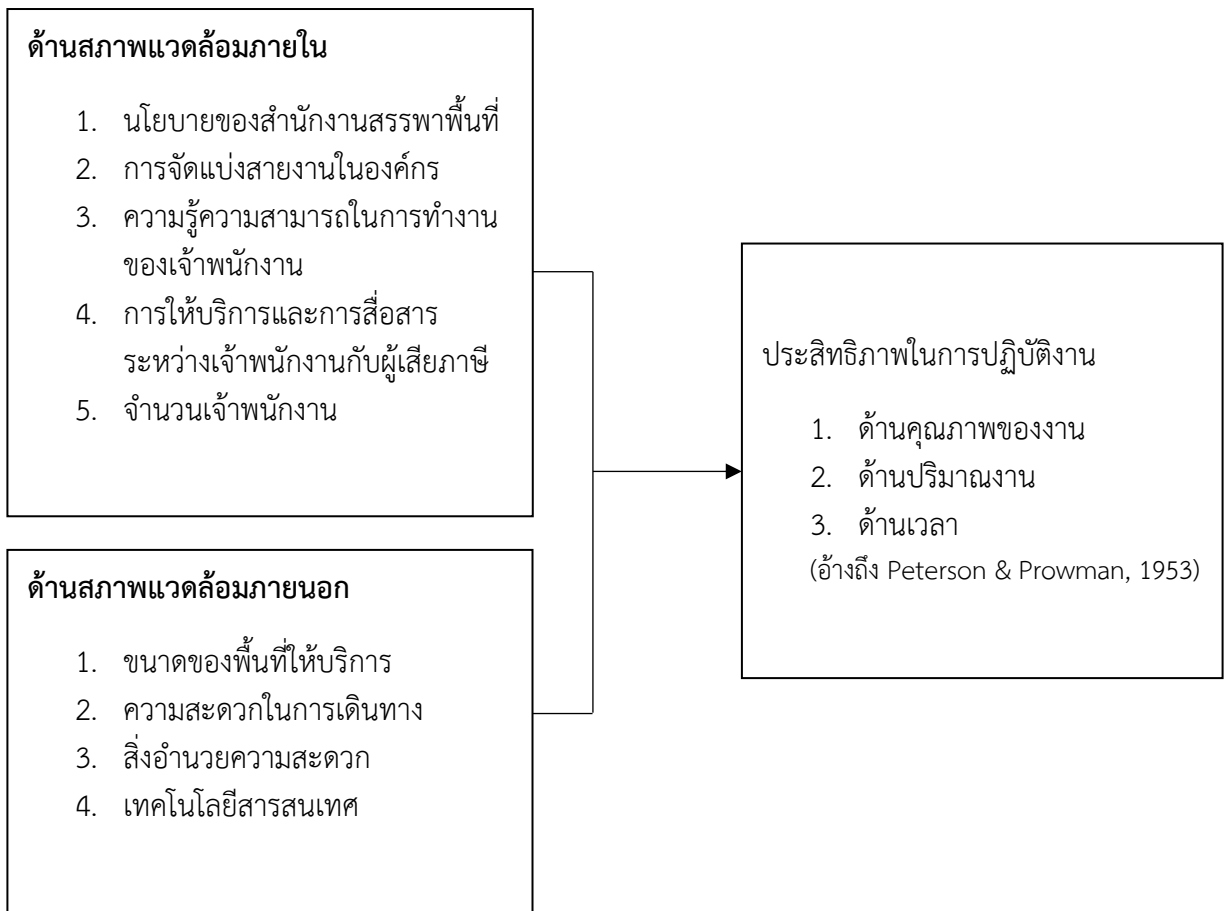 ด้านสภาพแวดล้อมภายใน
1. นโยบายของสำนักงานสรรพาพื้นที่
2. การจัดแบ่งสายงานในองค์กร
3. ความรู้ความสามารถในการทำงาน
ของเจ้าพนักงาน
4. การให้บริการและการสื่อสาร
ระหว่างเจ้าพนักงานกับผู้เสียภาษี
5. จำนวนเจ้าพนักงาน
ด้านสภาพแวดล้อมภายนอก
1. ขนาดของพื้นที่ให้บริการ
2. ความสะดวกในการเดินทาง
3. สิ่งอำนวยความสะดวก
4. เทคโนโลยีสารสนเทศ
ประสิทธิภาพในการปฏิบัติงาน
1. ด้านคุณภาพของงาน
2. ด้านปริมาณงาน
3. ด้านเวลา
(อ้างถึง Peterson & Prowman, 1953)